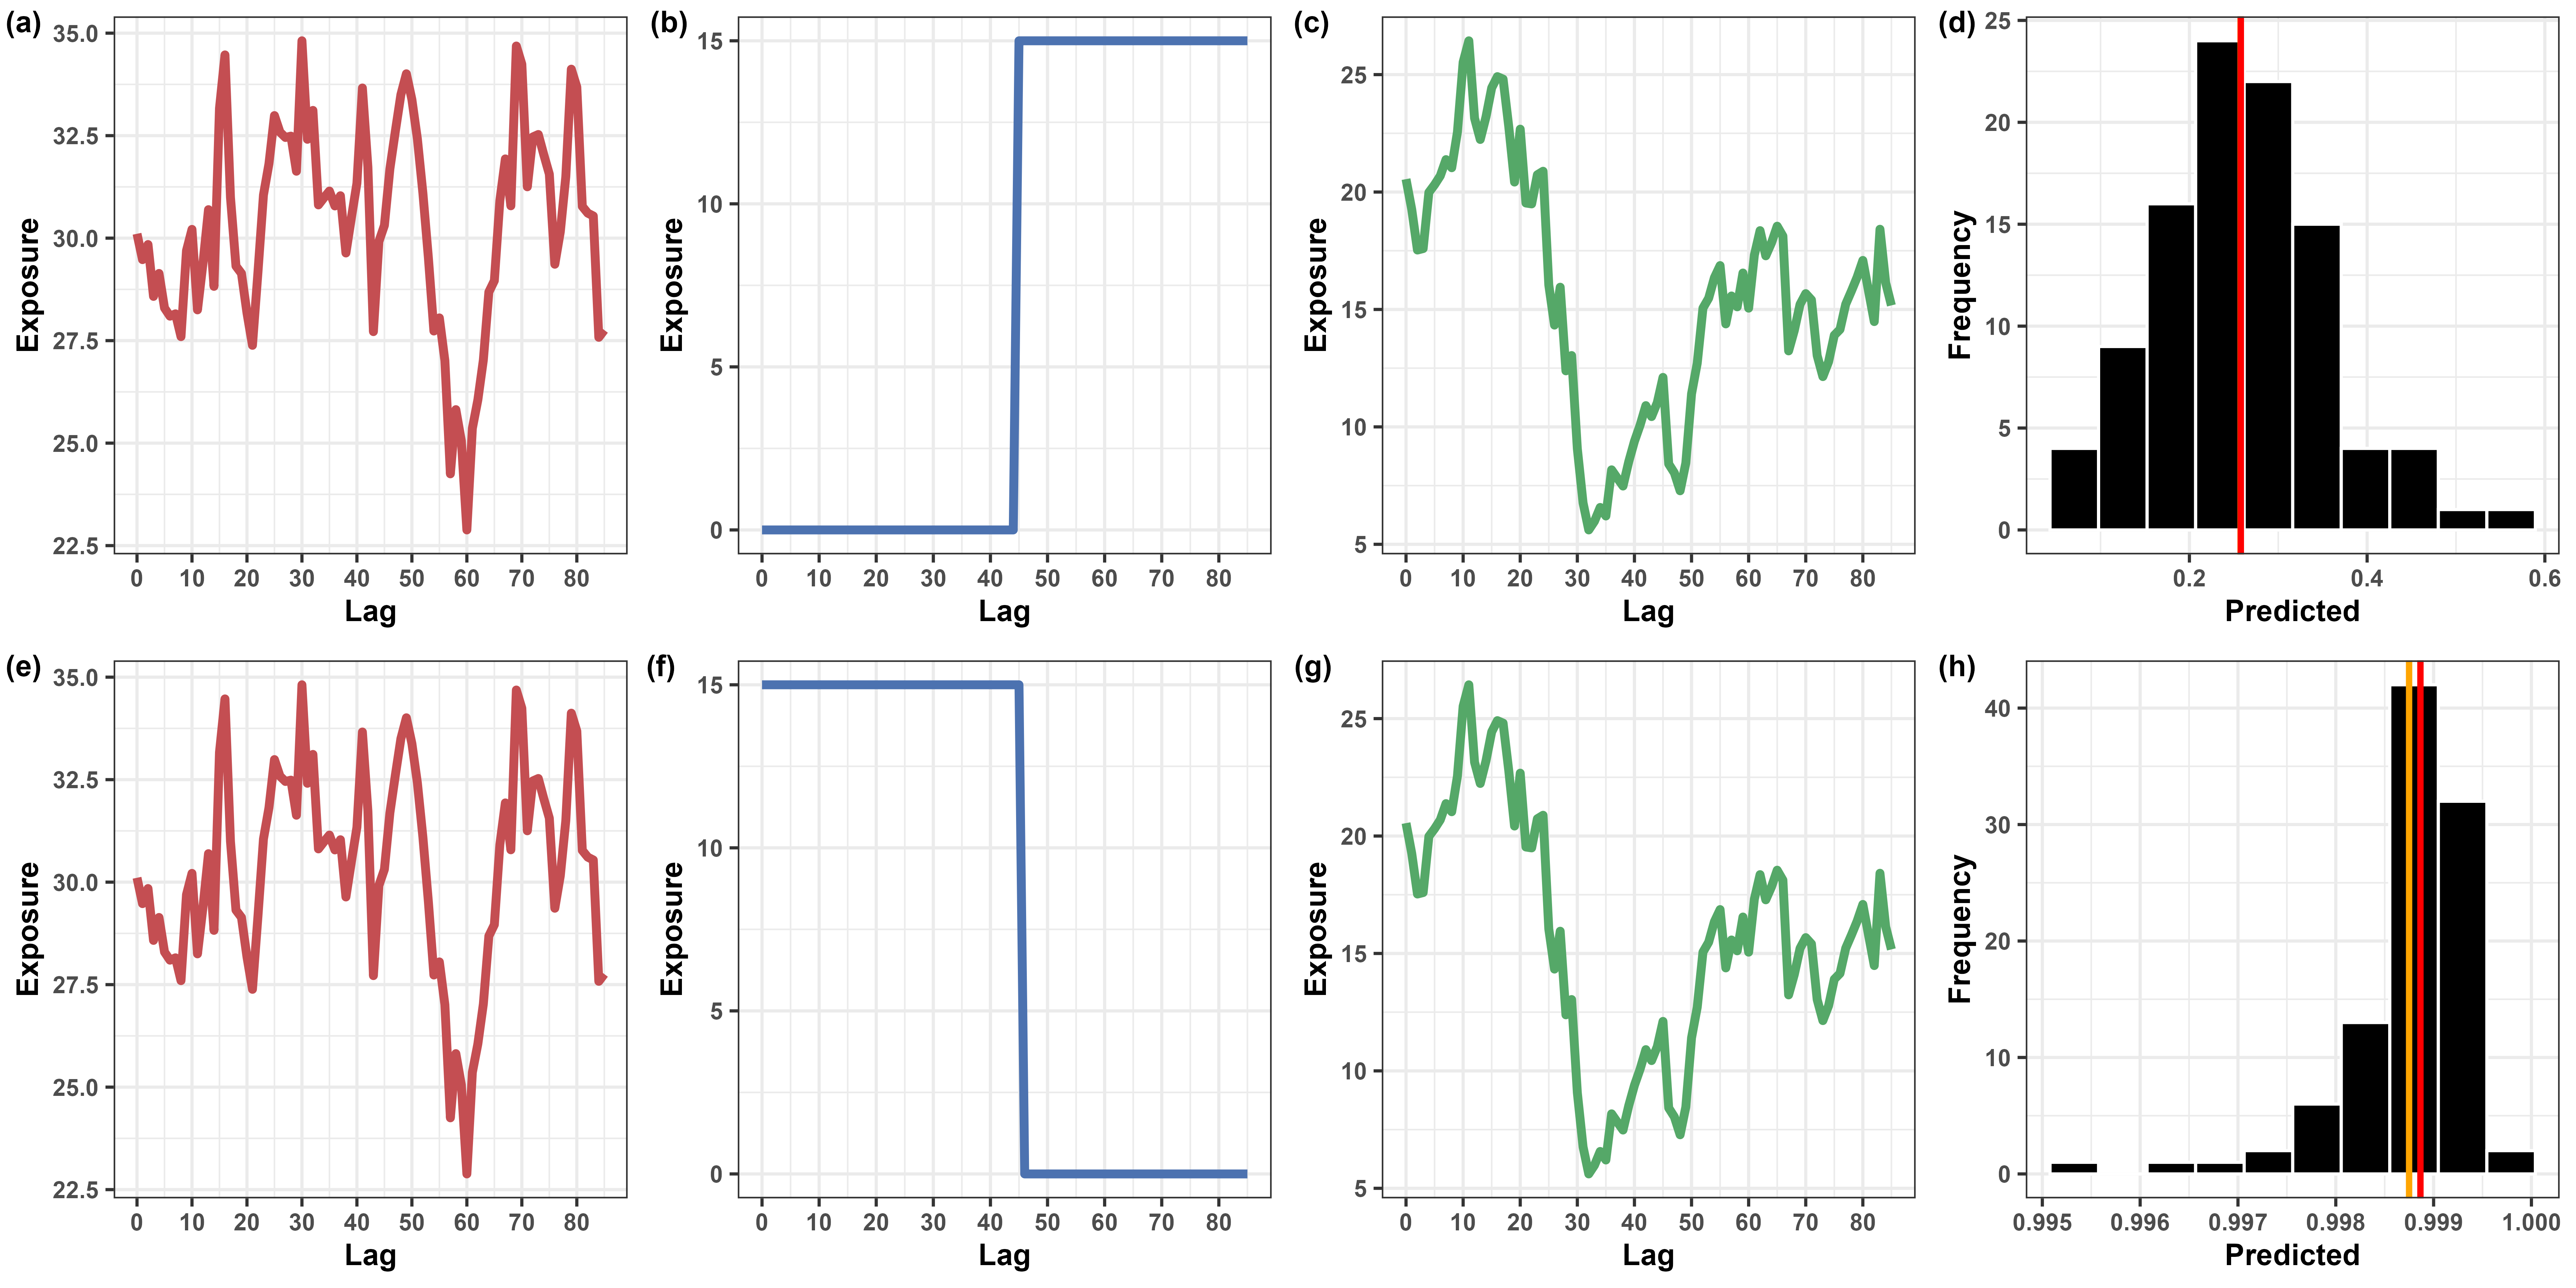 (a) (b) (c) (d)
35.0 15 25 25
32.5 10 20 20
30.0 5 15 15
27.5 0 10 10
25.0 5 5
22.5 0
Exposure Exposure Exposure Frequency
0 10 20 30 40 50 60 70 80 0 10 20 30 40 50 60 70 80 0 10 20 30 40 50 60 70 80 0.2 0.4 0.6
Lag Lag Lag Predicted
(e) (f) (g) (h)
35.0 15 25 40
32.5 10 20 30
30.0 5 15 20
27.5 0 10 10
25.0 5 0
22.5
Exposure Exposure Exposure Frequency
0 10 20 30 40 50 60 70 80 0 10 20 30 40 50 60 70 80 0 10 20 30 40 50 60 70 80 0.995 0.996 0.997 0.998 0.999 1.000
Lag Lag Lag Predicted